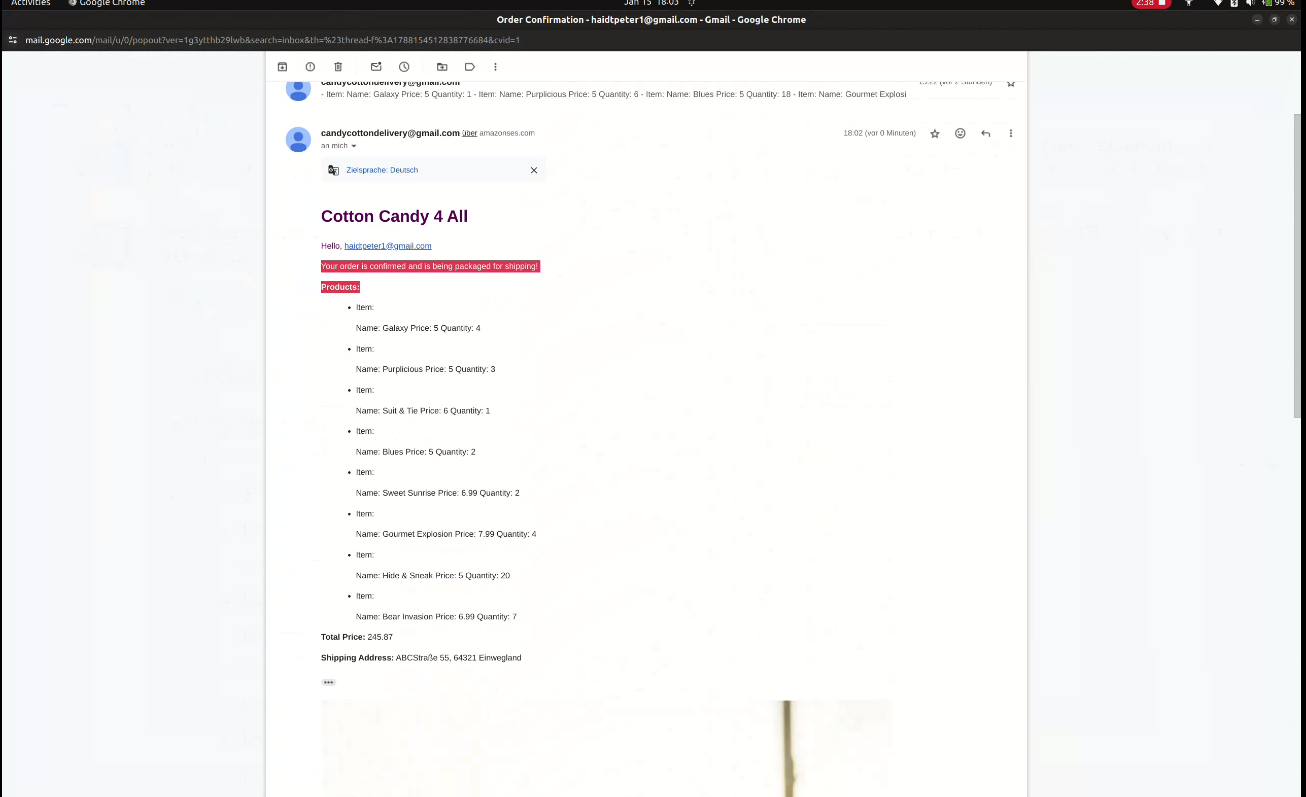 Activities
Google Chrome
Jan 15 18:03
2:38
99 %
Order Confirmation - haidtpeter1@gmail.com - Gmail - Google Chrome
mail.google.com/mail/u/0/popout?ver=1g3ytthb29lwb&search=inbox&th=%23thread-f%3A1788154512838776684&cvid=1
candycottondelivery@gmail.com
- Item: Name: Galaxy Price: 5 Quantity: 1 - Item: Name: Purplicious Price: 5 Quantity: 6 - Item: Name: Blues Price: 5 Quantity: 18 - Item: Name: Gourmet Explosi
candycottondelivery@gmail.com über amazonses.com
18:02 (vor 0 Minuten)
an mich
Zielsprache: Deutsch
Cotton Candy 4 All
Hello, haidtpeter1@gmail.com
Your order is confirmed and is being packaged for shipping!
Products:
• Item:
Name: Galaxy Price: 5 Quantity: 4
• Item:
Name: Purplicious Price: 5 Quantity: 3
• Item:
Name: Suit & Tie Price: 6 Quantity: 1
• Item:
Name: Blues Price: 5 Quantity: 2
• Item:
Name: Sweet Sunrise Price: 6.99 Quantity: 2
• Item:
Name: Gourmet Explosion Price: 7.99 Quantity: 4
• Item:
Name: Hide & Sneak Price: 5 Quantity: 20
• Item:
Name: Bear Invasion Price: 6.99 Quantity: 7
Total Price: 245.87
Shipping Address: ABCStraße 55, 64321 Einwegland